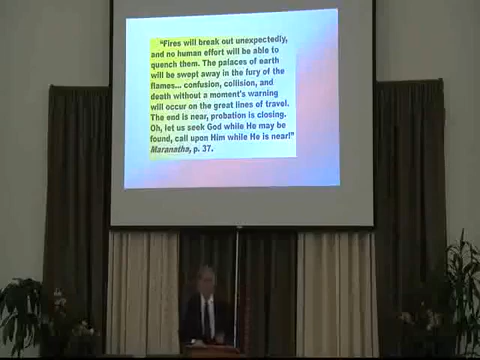 "Fires will break out unexpectedly,
and no human effort will be able to
quench them. The palaces of earth
will be swept away in the fury of the
flames... confusion, collision, and
death without a moment's warning
will occur on the great lines of travel.
The end is near, probation is closing.
Oh, let us seek God while He may be
found, call upon Him while He is near!"
Maranatha, p. 37.